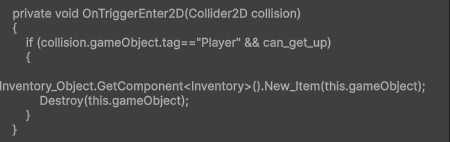 private void OnTriggerEnter2D(Collider2D collision)
{
if (collision.gameObject.tag=="Player" && can_get_up)
{
Inventory_Object.GetComponent<Inventory>().New_Item(this.gameObject);
Destroy(this.gameObject);
}
}